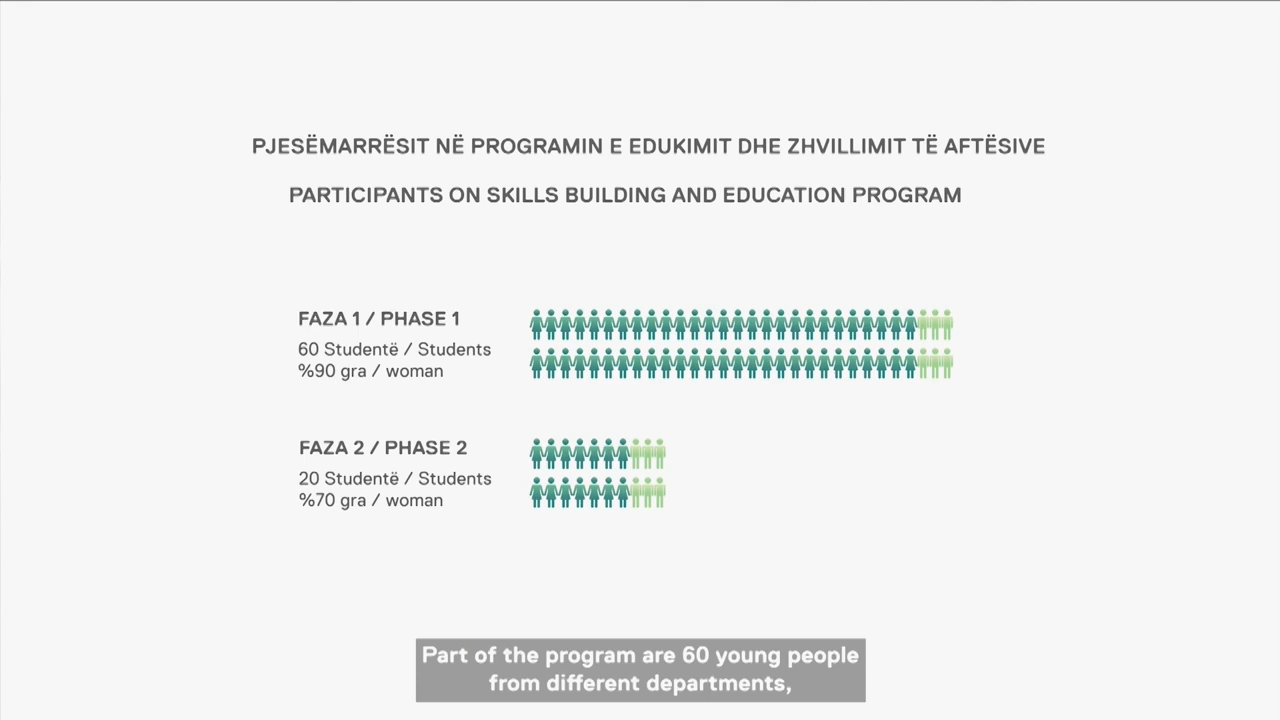 PJESËMARRËSIT NË PROGRAMIN E EDUKIMIT DHE ZHVILLIMIT TË AFTËSIVE
PARTICIPANTS ON SKILLS BUILDING AND EDUCATION PROGRAM
FAZA 1 / PHASE 1
60 Studentë / Students
%90 gra / woman
FAZA 2 / PHASE 2
20 Studentë / Students
%70 gra / woman
Part of the program are 60 young people
from different departments,